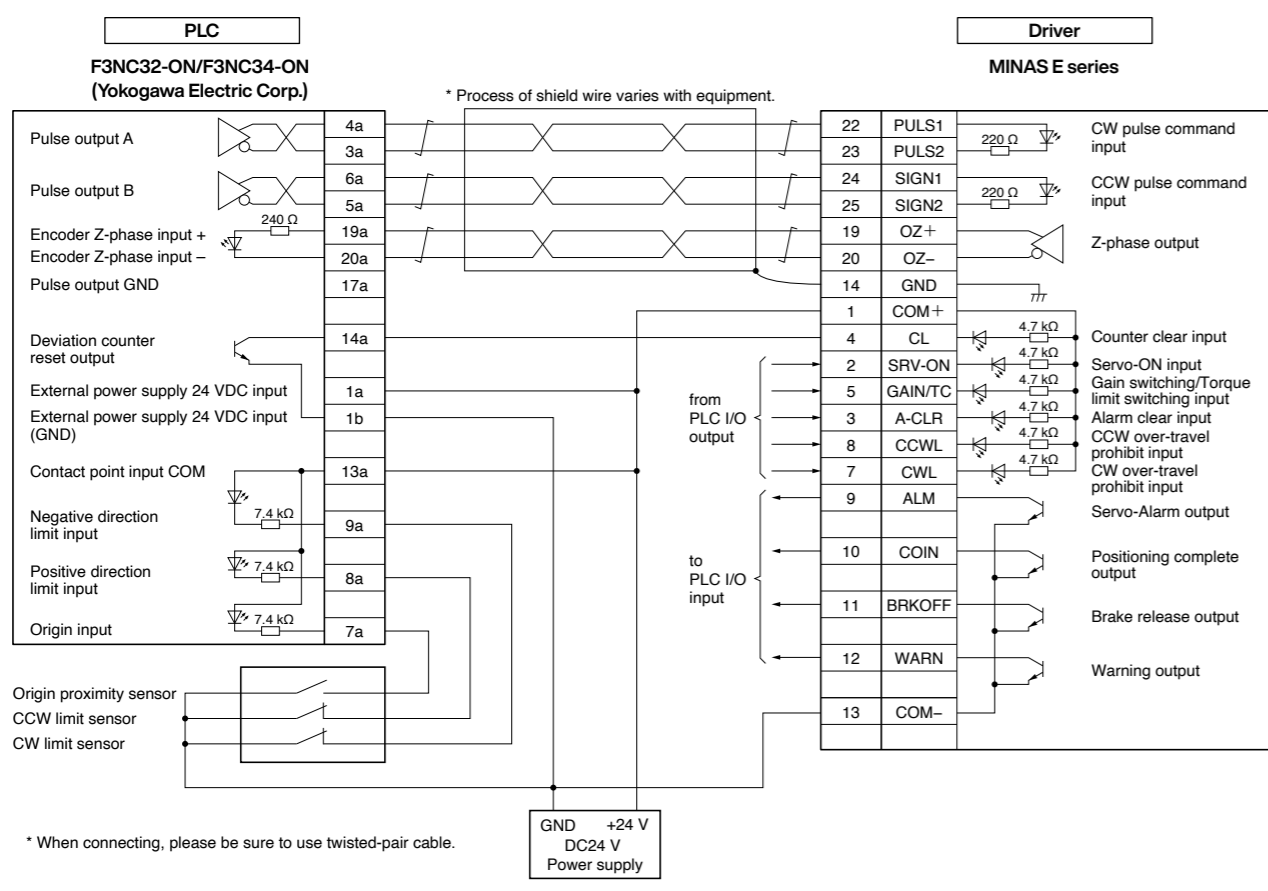 PLC
F3NC32-ON/F3NC34-ON
(Yokogawa Electric Corp.)
Driver
MINAS E series
* Process of shield wire varies with equipment.
Pulse output A
4a
3a
Pulse output B
6a
5a
240 Ω
Encoder Z-phase input +
19a
Encoder Z-phase input –
20a
Pulse output GND
17a
Deviation counter
reset output
14a
External power supply 24 VDC input
1a
External power supply 24 VDC input
(GND)
1b
Contact point input COM
13a
Negative direction
limit input
7.4 kΩ
9a
Positive direction
limit input
7.4 kΩ
8a
Origin input
7.4 kΩ
7a
Origin proximity sensor
CCW limit sensor
CW limit sensor
from
PLC I/O
output
to
PLC I/O
input
22 PULS1
23 PULS2
220 Ω
CW pulse command
input
24 SIGN1
25 SIGN2
220 Ω
CCW pulse command
input
19 OZ+
20 OZ–
Z-phase output
14 GND
1 COM+
4 CL
4.7 kΩ
Counter clear input
2 SRV-ON
4.7 kΩ
Servo-ON input
5 GAIN/TC
4.7 kΩ
Gain switching/Torque
limit switching input
3 A-CLR
4.7 kΩ
Alarm clear input
8 CCWL
4.7 kΩ
CCW over-travel
prohibit input
7 CWL
4.7 kΩ
CW over-travel
prohibit input
9 ALM
Servo-Alarm output
10 COIN
Positioning complete
output
11 BRKOFF
Brake release output
12 WARN
Warning output
13 COM–
GND +24 V
DC24 V
Power supply
* When connecting, please be sure to use twisted-pair cable.